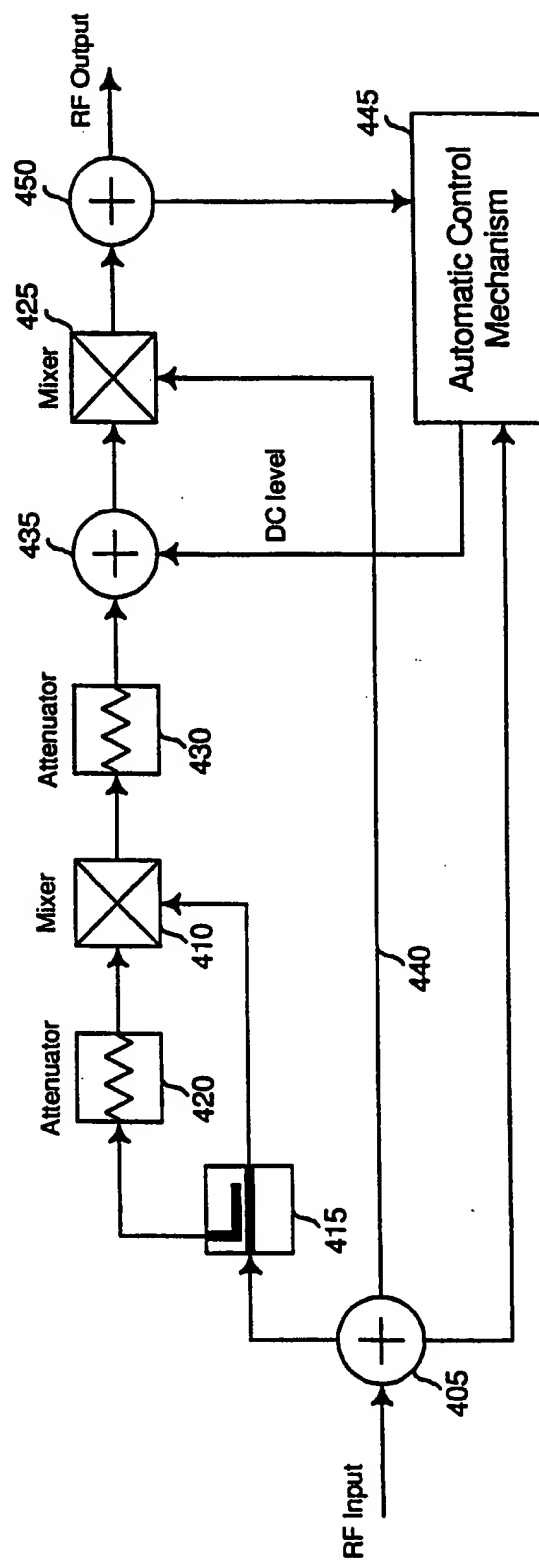 RF Input
405
415
Attenuator
420
Mixer
410
Attenuator
430
435
DC level
440
Mixer
425
450
RF Output
445
Automatic Control
Mechanism